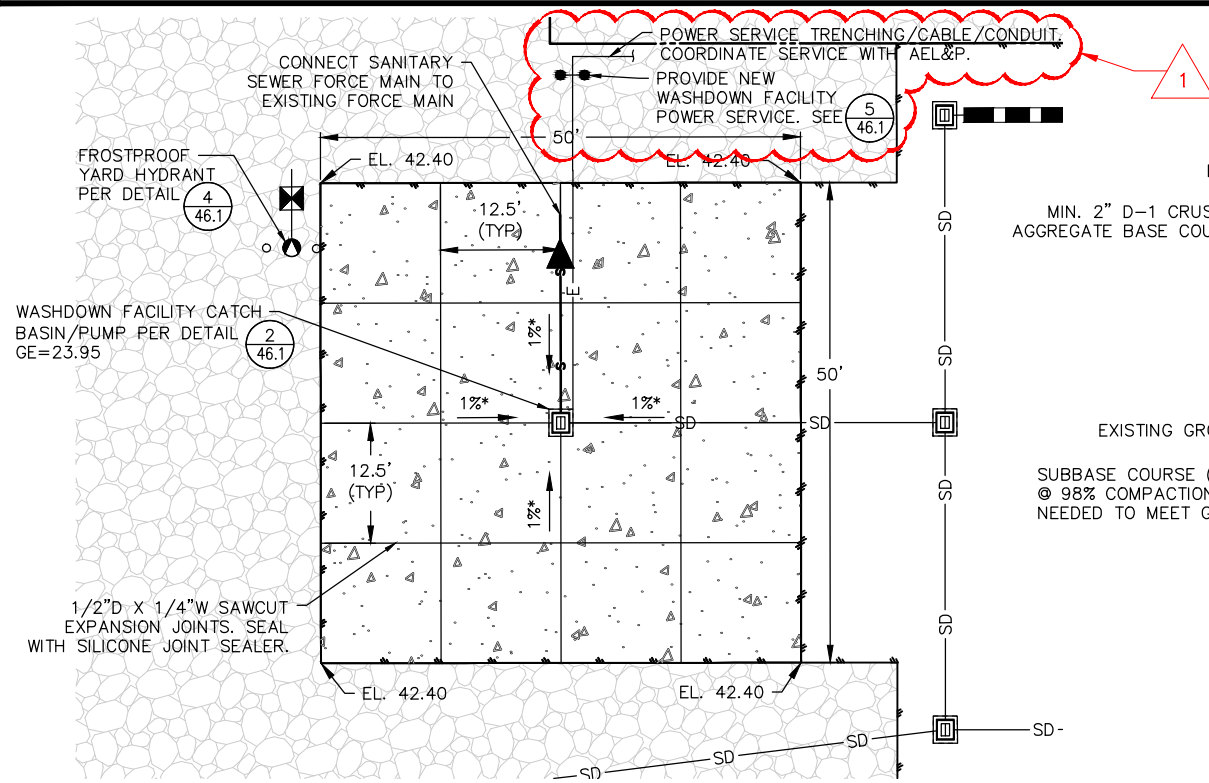 POWER SERVICE TRENCHING/CABLE/CONDUIT.
COORDINATE SERVICE WITH AEL&P.
PROVIDE NEW
WASHDOWN FACILITY
POWER SERVICE. SEE
5
46.1
1
CONNECT SANITARY
SEWER FORCE MAIN TO
EXISTING FORCE MAIN
50'
EL. 42.40
EL. 42.40
FROSTPROOF
YARD HYDRANT
PER DETAIL
4
46.1
12.5'
(TYP)
SD
MIN. 2" D-1 CRUS
AGGREGATE BASE COU
S
E
WASHDOWN FACILITY CATCH
BASIN/PUMP PER DETAIL
GE=23.95
2
46.1
1%*
S
SD
50'
1%*
1%*
SD
SD
EXISTING GRO
12.5'
(TYP)
1%*
SD
SUBBASE COURSE (
@ 98% COMPACTION
NEEDED TO MEET G
1/2"D X 1/4"W SAWCUT
EXPANSION JOINTS. SEAL
WITH SILICONE JOINT SEALER.
SD
EL. 42.40
EL. 42.40
SD
SD
SD
SD-